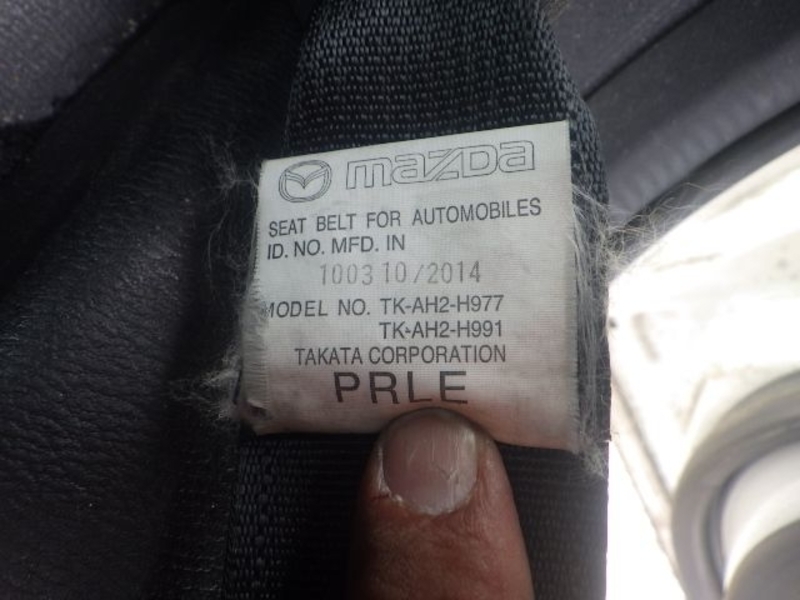 mazda
SEAT BELT FOR AUTOMOBILES
ID. NO. MFD. IN
1003 10/2014
MODEL NO. TK-AH2-H977
TK-AH2-H991
TAKATA CORPORATION
PRLE